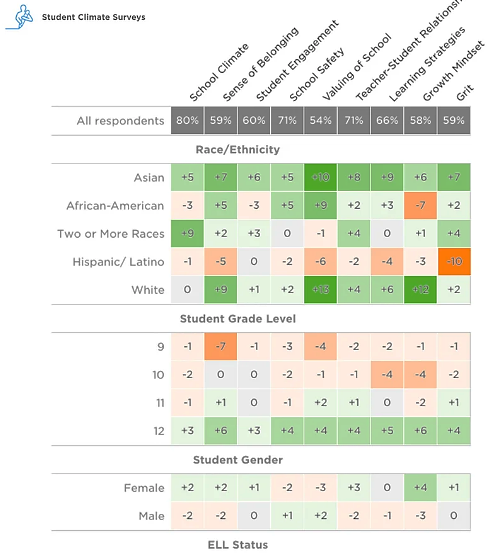 Student Climate Surveys
School Climate
Sense of Belonging
Student Engagement
School Safety
Valuing of School
Teacher-Student
Learning Strategies
Growth Mindset
Grit
All respondents 80% 59% 60% 71% 54% 71% 66% 58% 59%
Race/Ethnicity
Asian +5 +7 +6 +5 +10 +8 +9 +6 +7
African-American -3 +5 -3 +5 +9 +2 +3 -7 +2
Two or More Races +9 +2 +3 0 -1 +4 0 +1 +4
Hispanic/ Latino -1 -5 0 -2 -6 -2 -4 -3 -10
White 0 +9 +1 +2 +13 +4 +6 +12 +2
Student Grade Level
9 -1 -7 -1 -3 -4 -2 -2 -1 -1
10 -2 0 0 -2 -1 -1 -4 -4 -2
11 -1 +1 0 -1 +2 +1 0 -2 +1
12 +3 +6 +3 +4 +4 +4 +5 +6 +4
Student Gender
Female +2 +2 +1 -2 -3 +3 0 +4 +1
Male -2 -2 0 +1 +2 -2 -1 -3 0
ELL Status